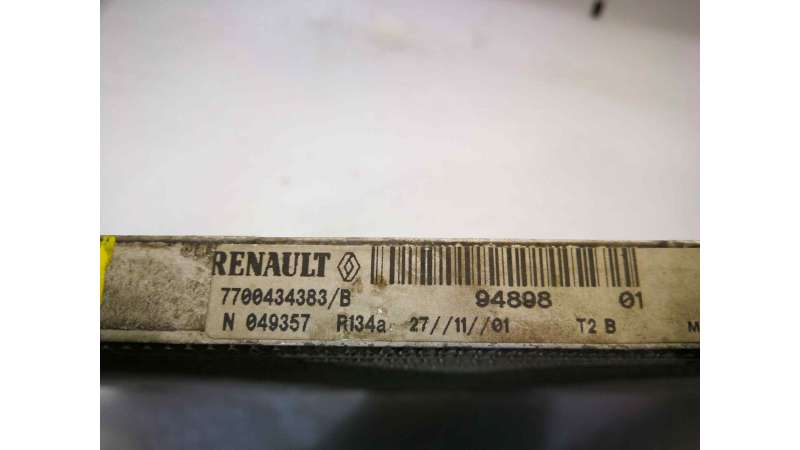 RENAULT
7700434383/B 94898 01
N 049357 R134a 27//11//01 T2 B M